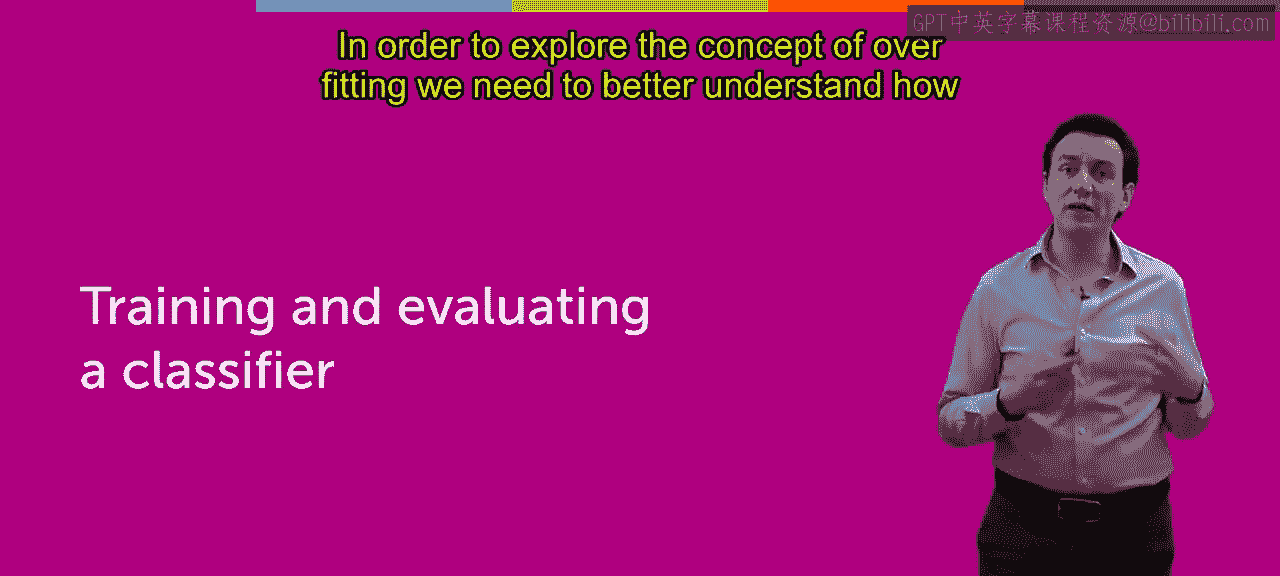 GPT中英字幕课程资源@bilibili.com
In order to explore the concept of over
fitting we need to better understand how
Training and evaluating
a classifier